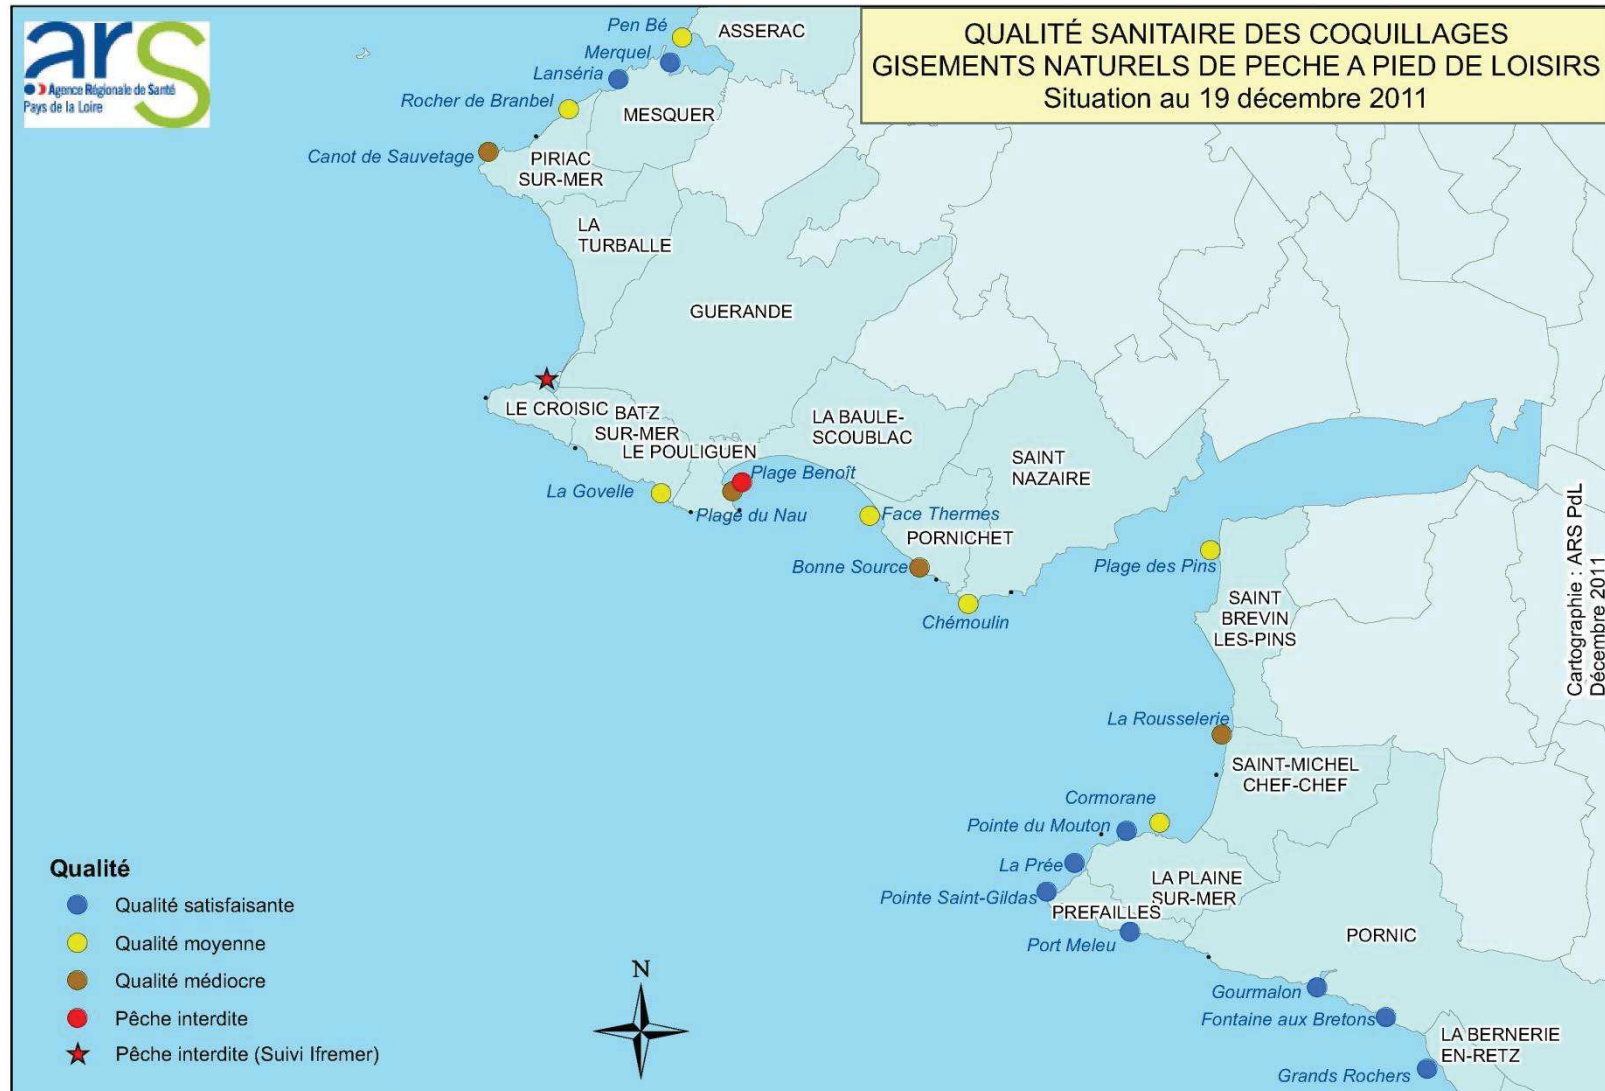 ars
Agence Régionale de Santé
Pays de la Loire
QUALITÉ SANITAIRE DES COQUILLAGES
GISEMENTS NATURELS DE PECHE A PIED DE LOISIRS
Situation au 19 décembre 2011
Pen Bé
ASSERAC
Merquel
Lanséria
Rocher de Branbel
MESQUER
Canot de Sauvetage
PIRIAC
SUR-MER
LA
TURBALLE
GUERANDE
LE CROISIC
BATZ
SUR-MER
LE POULIGUEN
LA BAULE-
SCOUBLAC
SAINT
NAZAIRE
Plage Benoît
La Govelle
Plage du Nau
Face Thermes
PORNICHET
Bonne Source
Chémoulin
Plage des Pins
SAINT
BREVIN
LES-PINS
La Rousselerie
SAINT-MICHEL
CHEF-CHEF
Cormorane
Pointe du Mouton
La Prée
Pointe Saint-Gildas
LA PLAINE
SUR-MER
PREFAILLES
Port Meleu
PORNIC
Gourmalon
Fontaine aux Bretons
LA BERNERIE
EN-RETZ
Grands Rochers
Cartographie : ARS PdL
Décembre 2011
Qualité
Qualité satisfaisante
Qualité moyenne
Qualité médiocre
Pêche interdite
Pêche interdite (Suivi Ifremer)
N